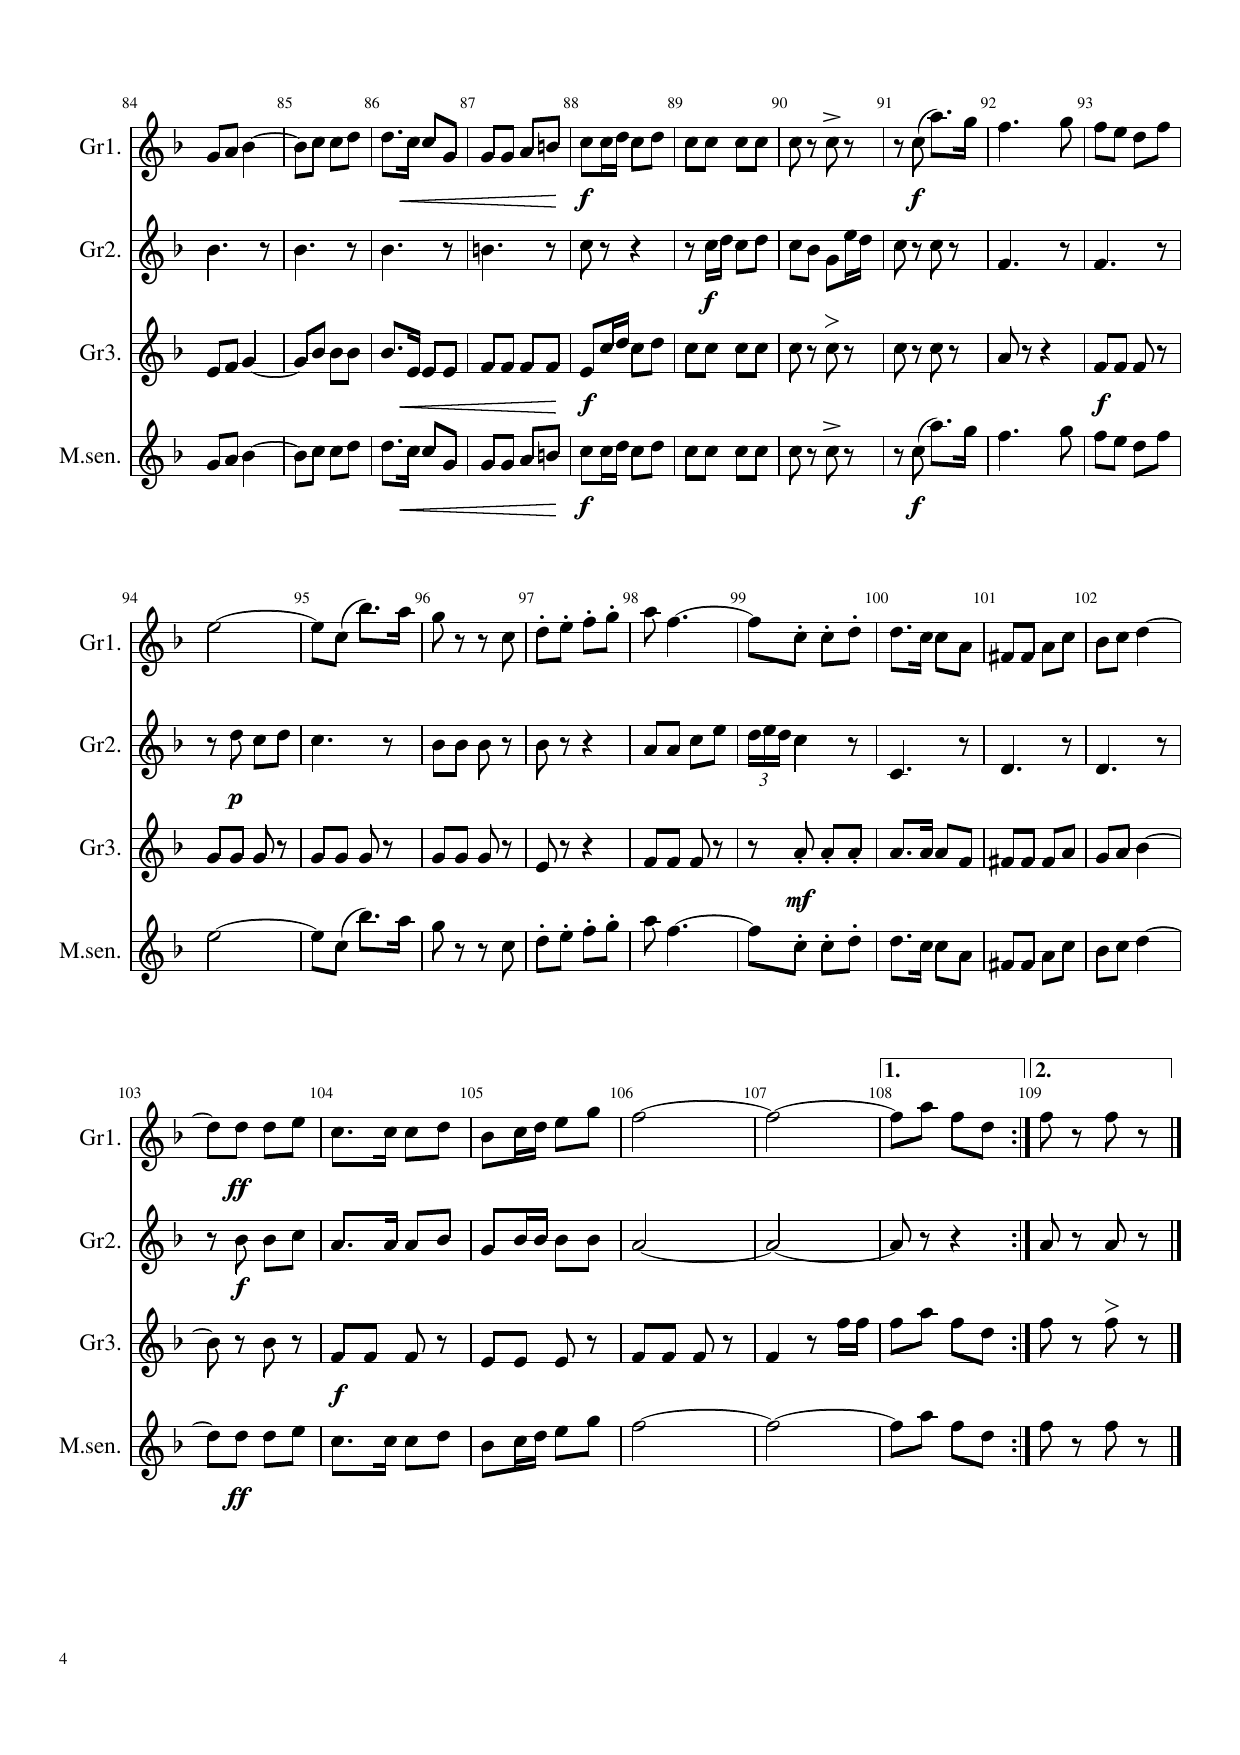 84 85 86 87 88 89 90 91 92 93
Gr1.
f f
Gr2.
f
Gr3.
f f
M.sen.
f f
94 95 96 97 98 99 100 101 102
Gr1.
Gr2.
p 3
Gr3.
mf
M.sen.
1. 2.
103 104 105 106 107 108 109
Gr1.
ff
Gr2.
f
Gr3.
f
M.sen.
ff
4